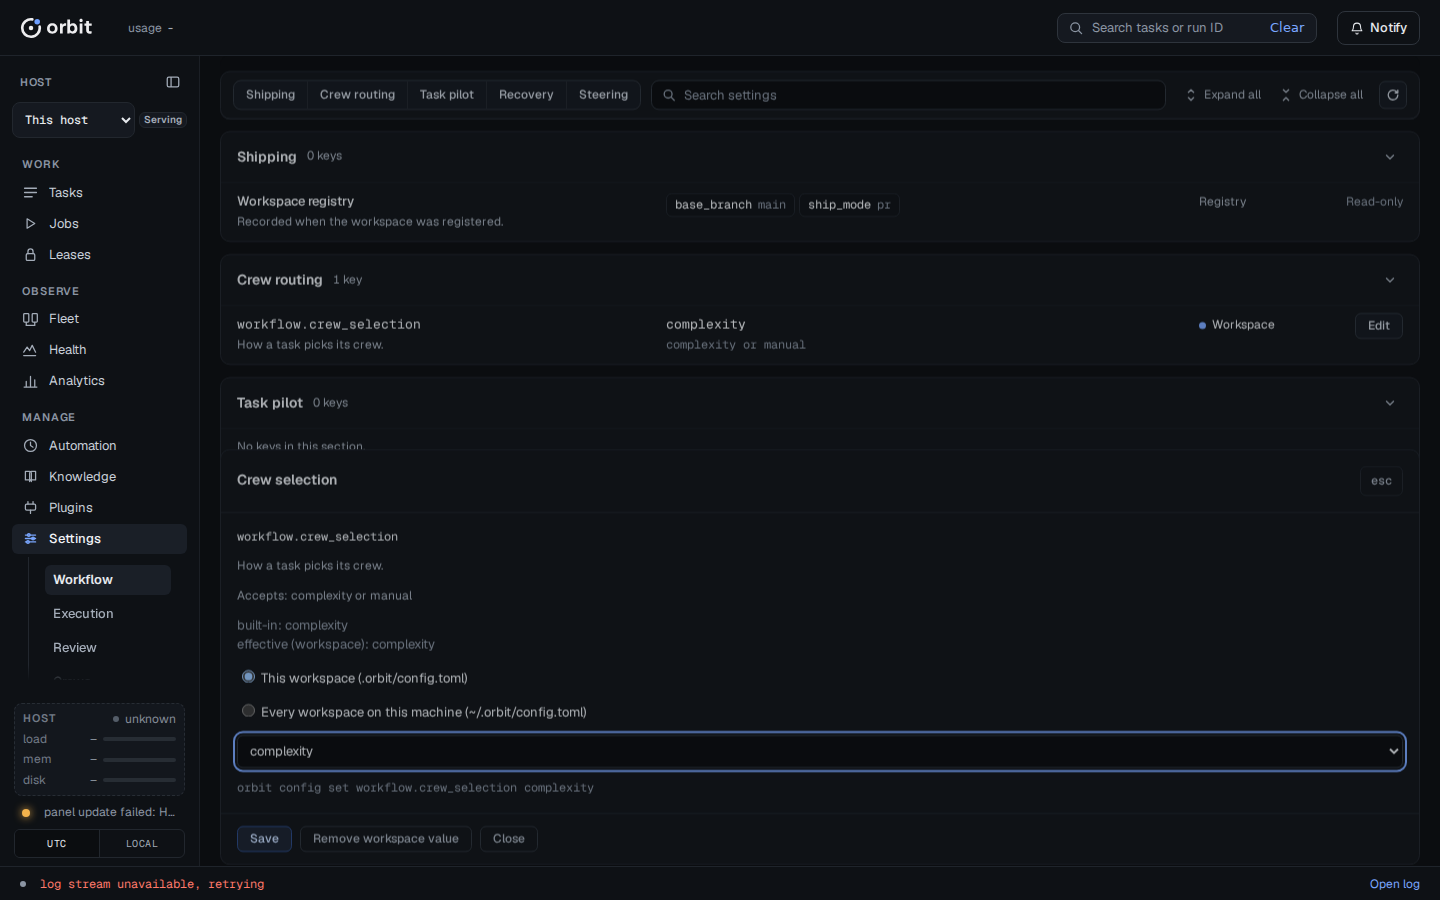 orbit
usage -
Search tasks or run ID
Clear
Notify
HOST
This host
Serving
WORK
Tasks
Jobs
Leases
OBSERVE
Fleet
Health
Analytics
MANAGE
Automation
Knowledge
Plugins
Settings
Workflow
Execution
Review
HOST
unknown
load –
mem –
disk –
panel update failed: H…
UTC
LOCAL
Shipping
Crew routing
Task pilot
Recovery
Steering
Search settings
Expand all
Collapse all
Shipping 0 keys
Workspace registry
Recorded when the workspace was registered.
base_branch main
ship_mode pr
Registry
Read-only
Crew routing 1 key
workflow.crew_selection
How a task picks its crew.
complexity
complexity or manual
Workspace
Edit
Task pilot 0 keys
No keys in this section.
Crew selection
esc
workflow.crew_selection
How a task picks its crew.
Accepts: complexity or manual
built-in: complexity
effective (workspace): complexity
This workspace (.orbit/config.toml)
Every workspace on this machine (~/.orbit/config.toml)
complexity
orbit config set workflow.crew_selection complexity
Save
Remove workspace value
Close
log stream unavailable, retrying
Open log